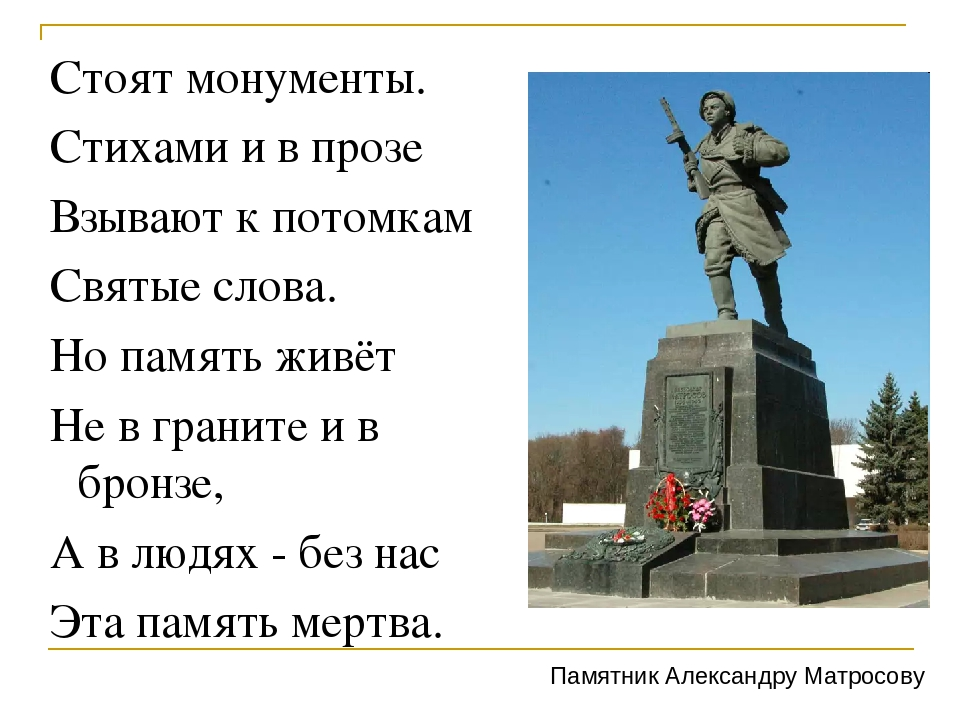 Стоят монументы.
Стихами и в прозе
Взывают к потомкам
Святые слова.
Но память живёт
Не в граните и в
бронзе,
А в людях - без нас
Эта память мертва.
МАТРОСОВ
Памятник Александру Матросову